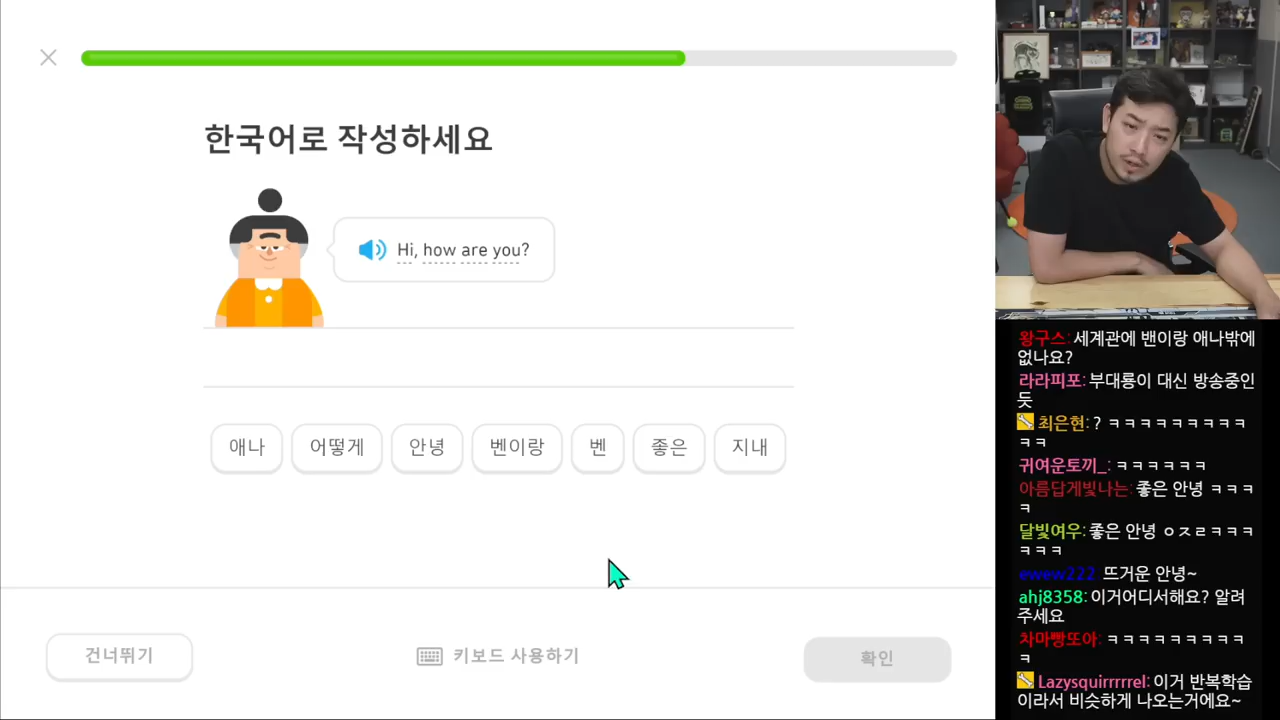 한국어로 작성하세요
Hi, how are you?
애나 어떻게 안녕 벤이랑 벤 좋은 지내
건너뛰기
키보드 사용하기
확인
왕구스: 세계관에 밴이랑 애나밖에
없나요?
라라피포: 부대룡이 대신 방송중인
듯
최은현: ? ㅋㅋㅋㅋㅋㅋㅋㅋㅋ
ㅋㅋ
귀여운토끼_: ㅋㅋㅋㅋㅋㅋ
아름답게빛나는: 좋은 안녕 ㅋㅋㅋ
ㅋ
달빛여우: 좋은 안녕 ㅇㅈㄹㅋㅋㅋ
ㅋㅋㅋ
ewew222: 뜨거운 안녕~
ahj8358: 이거어디서해요? 알려
주세요
차마빵또아: ㅋㅋㅋㅋㅋㅋㅋㅋㅋ
ㅋ
Lazysquirrrrrel: 이거 반복학습
이라서 비슷하게 나오는거에요~